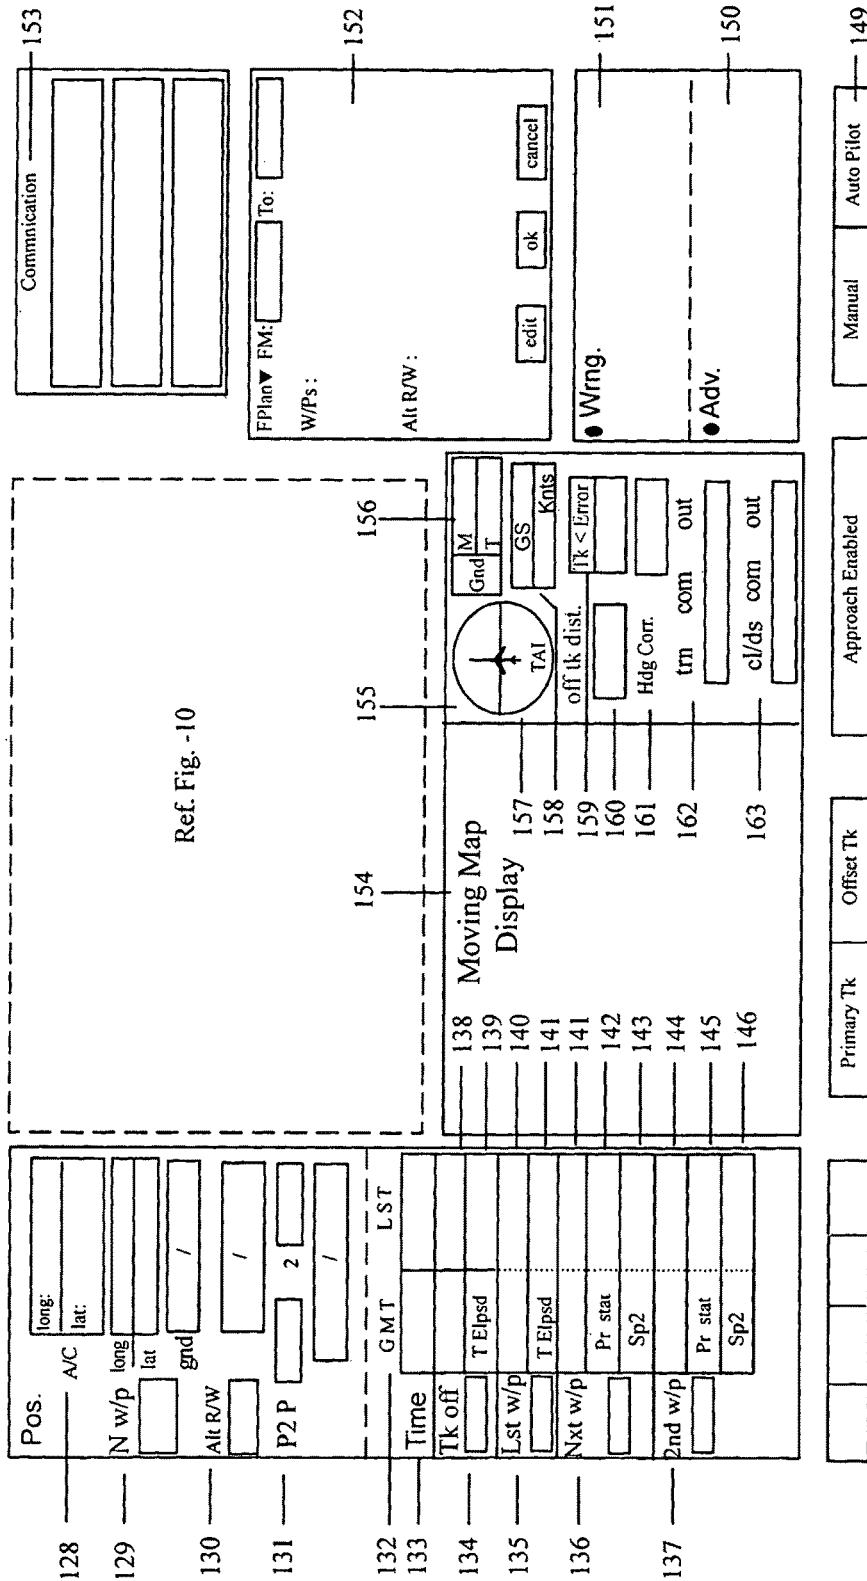 Pos.
long:
A/C
lat:
N w/p
long
lat
gnd
/
Alt R/W
/
P2 P
2
/
GMT LST
Time
Tk off
T Elpsd
Lst w/p
T Elpsd
Nxt w/p
Pr stat
Sp2
2nd w/p
Pr stat
Sp2
128
129
130
131
132
133
134
135
136
137
Ref. Fig. -10
Moving Map
Display
138
139
140
141
141
142
143
144
145
146
154
155
156
157
158
159
160
161
162
163
Gnd
M
T
TAI
GS
Knts
off tk dist.
Tk < Error
Hdg Corr.
trn com out
cl/ds com out
Commnication
153
FPlan▼ FM:
To:
W/Ps :
Alt R/W :
edit
ok
cancel
152
● Wrng.
151
● Adv.
150
Primary Tk
Offset Tk
Approach Enabled
Manual
Auto Pilot
149